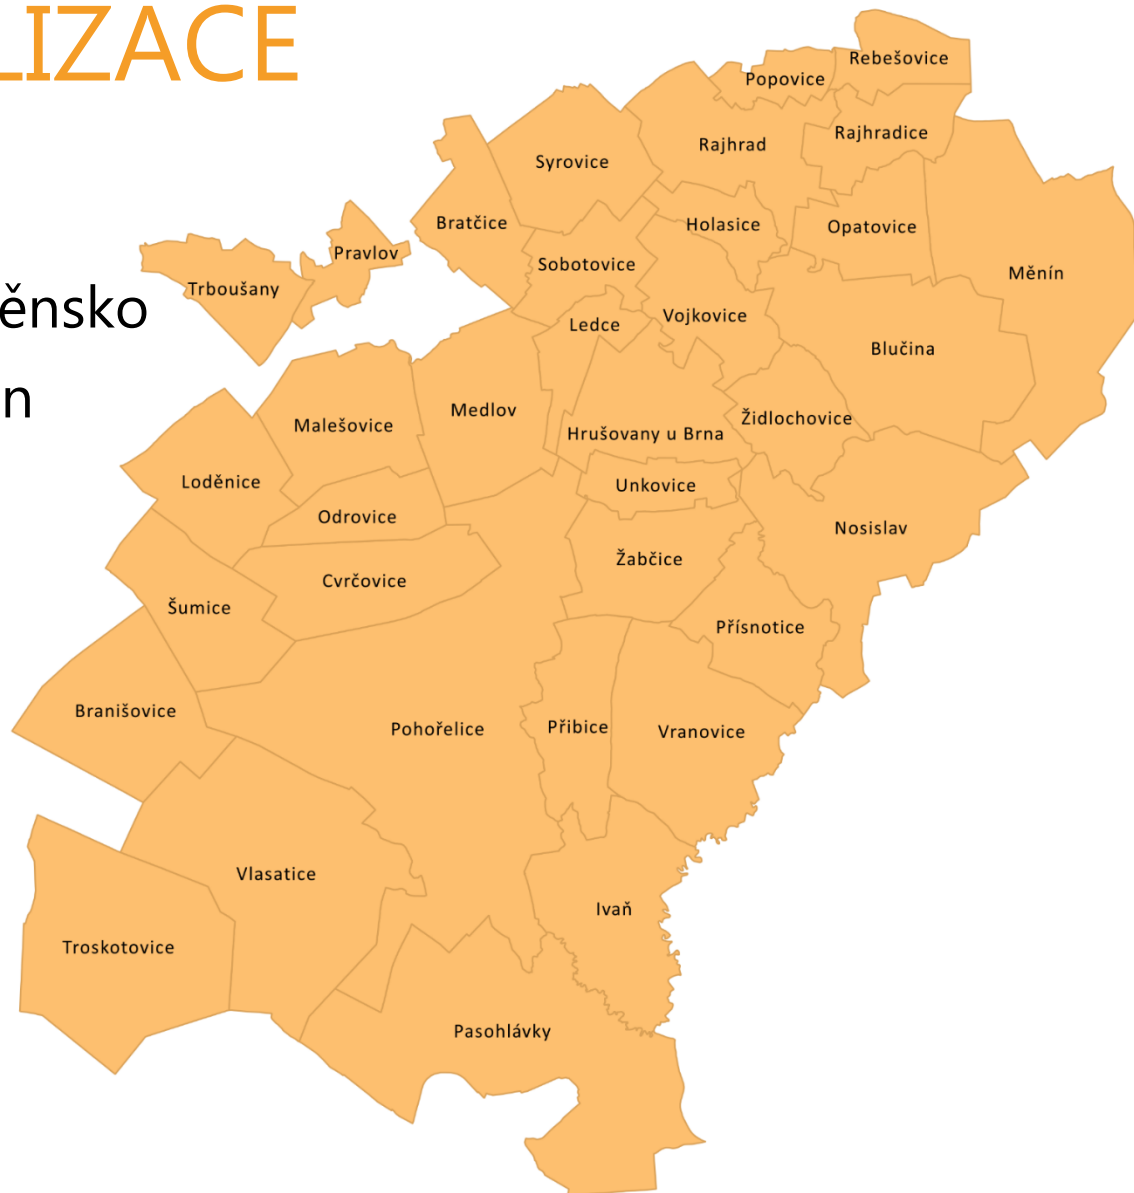 LIZACE
Rebešovice
Popovice
Rajhradice
Rajhrad
Syrovice
Bratčice
Holasice
Opatovice
Pravlov
Sobotovice
Měnín
Trboušany
ěnsko
Ledce
Vojkovice
Blučina
n
Medlov
Židlochovice
Malešovice
Hrušovany u Brna
Loděnice
Unkovice
Odrovice
Nosislav
Žabčice
Cvrčovice
Šumice
Přísnotice
Branišovice
Pohořelice
Přibice
Vranovice
Vlasatice
Ivaň
Troskotovice
Pasohlávky